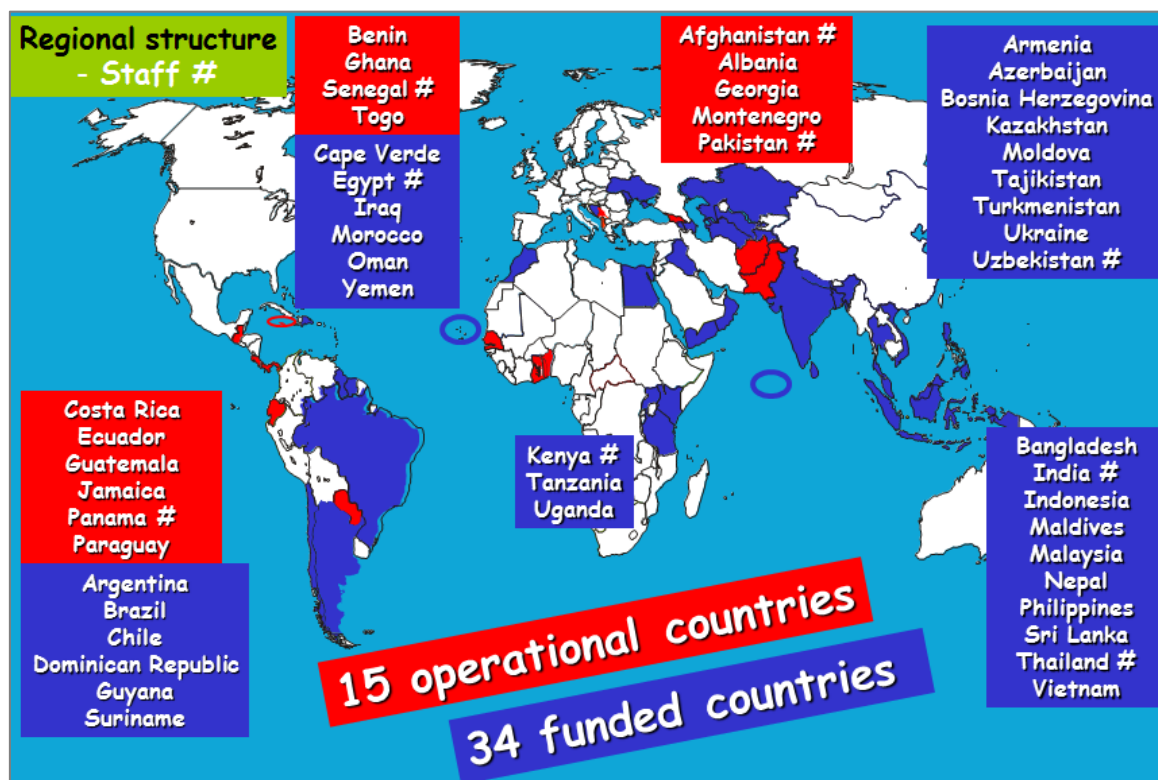 Regional structure
- Staff #
Benin
Ghana
Senegal #
Togo
Cape Verde
Egypt #
Iraq
Morocco
Oman
Yemen
Afghanistan #
Albania
Georgia
Montenegro
Pakistan #
Armenia
Azerbaijan
Bosnia Herzegovina
Kazakhstan
Moldova
Tajikistan
Turkmenistan
Ukraine
Uzbekistan #
Costa Rica
Ecuador
Guatemala
Jamaica
Panama #
Paraguay
Argentina
Brazil
Chile
Dominican Republic
Guyana
Suriname
Kenya #
Tanzania
Uganda
Bangladesh
India #
Indonesia
Maldives
Malaysia
Nepal
Philippines
Sri Lanka
Thailand #
Vietnam
15 operational countries
34 funded countries